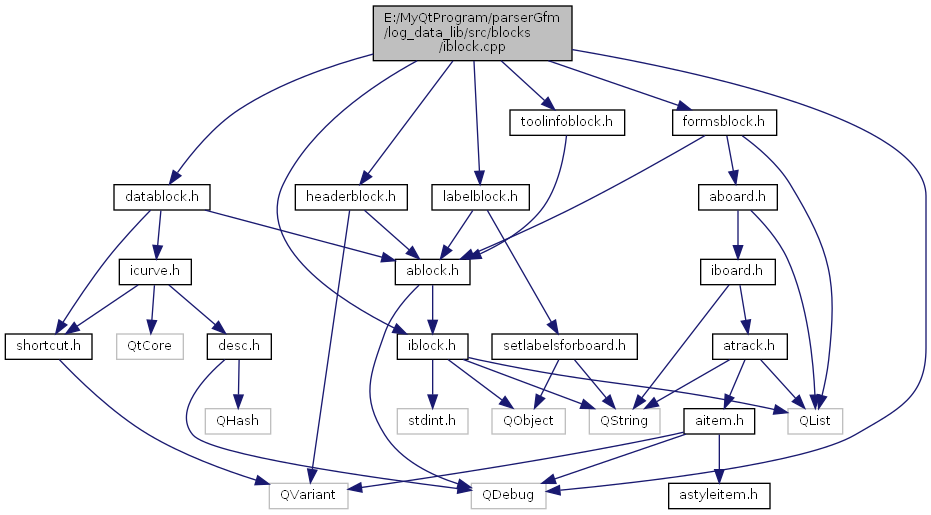 E:/MyQtProgram/parserGfm
/log_data_lib/src/blocks
/iblock.cpp
toolinfoblock.h
formsblock.h
datablock.h
headerblock.h
labelblock.h
aboard.h
icurve.h
ablock.h
iboard.h
shortcut.h
QtCore
desc.h
iblock.h
setlabelsforboard.h
atrack.h
QHash
stdint.h
QObject
QString
aitem.h
QList
QVariant
QDebug
astyleitem.h